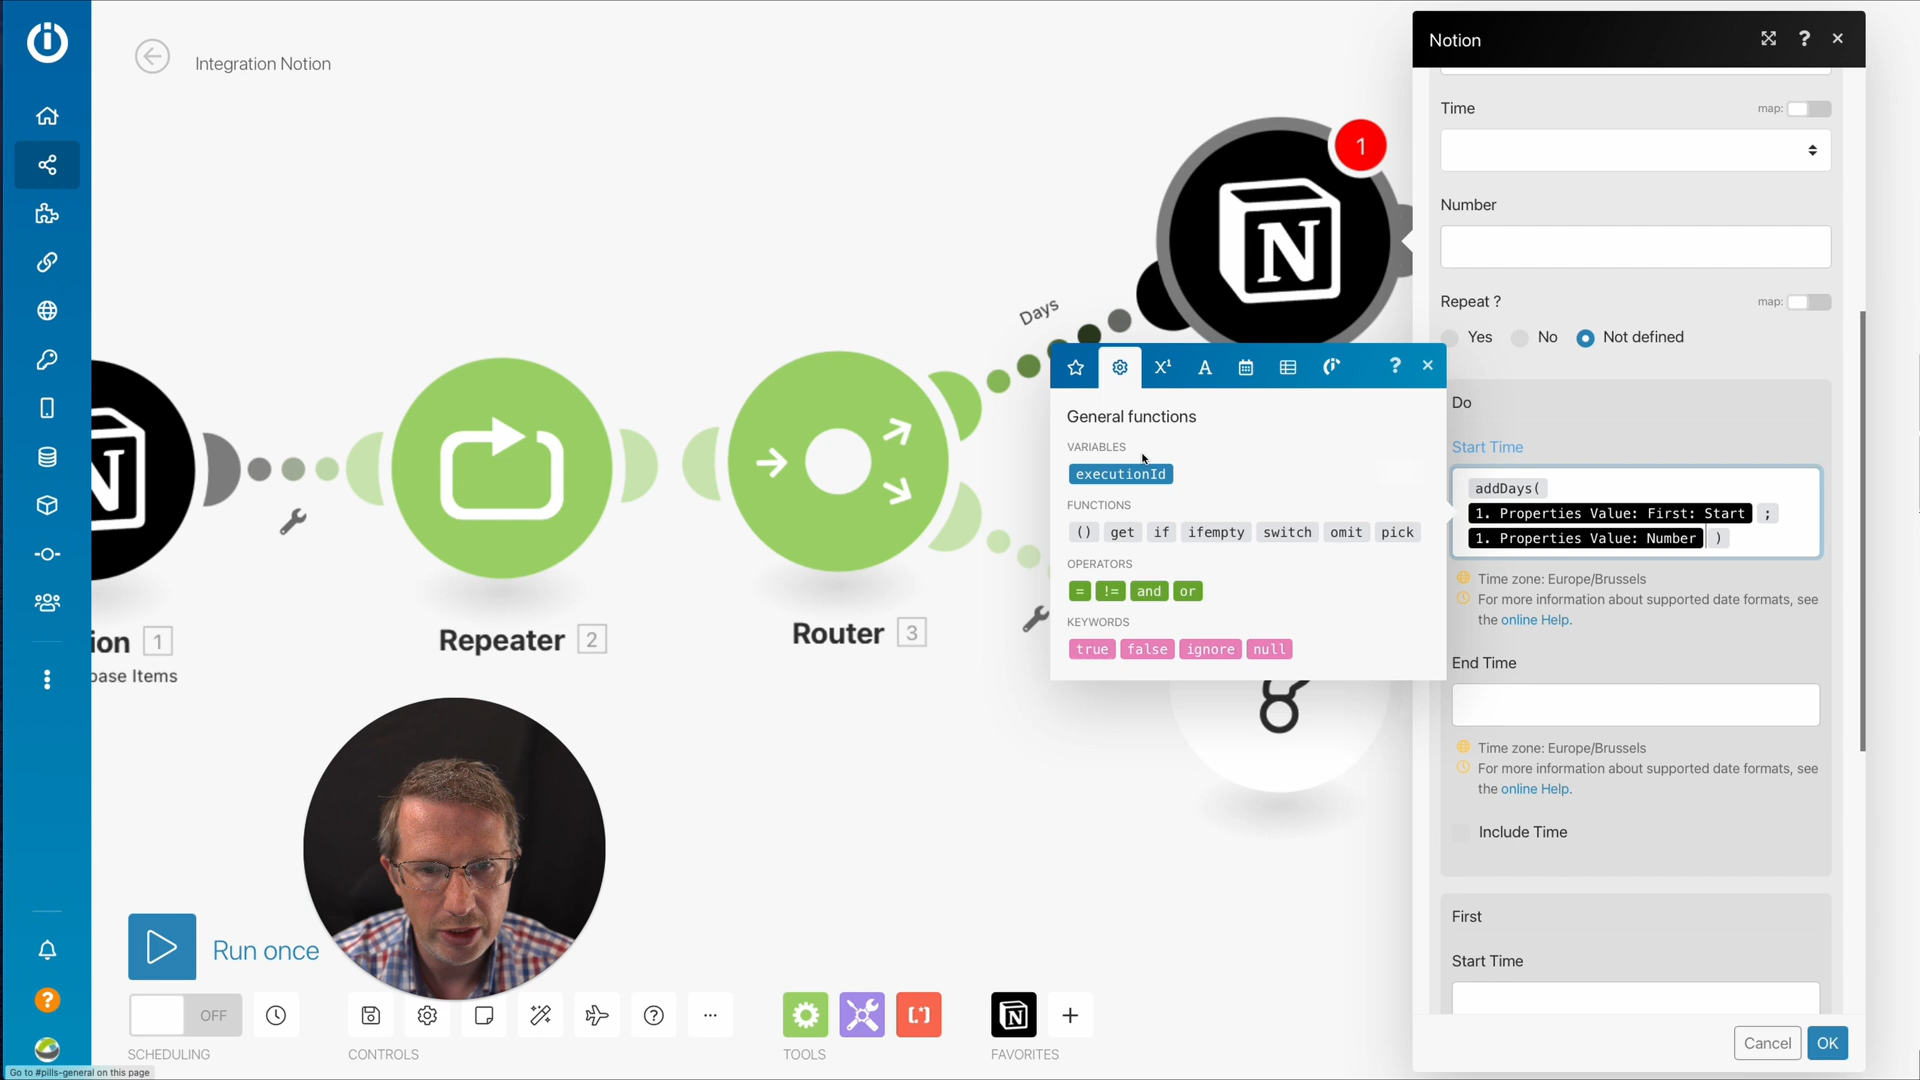 Integration Notion
Notion
?
Time
map:
Number
Repeat ?
map:
Yes
No
Not defined
Do
Start Time
addDays(
1. Properties Value: First: Start ;
1. Properties Value: Number )
Time zone: Europe/Brussels
For more information about supported date formats, see
the online Help.
End Time
Time zone: Europe/Brussels
For more information about supported date formats, see
the online Help.
Include Time
First
Start Time
Cancel
OK
1
N
Days
X¹
A
?
General functions
VARIABLES
executionId
FUNCTIONS
() get if ifempty switch omit pick
OPERATORS
= != and or
KEYWORDS
true false ignore null
ion 1
base Items
Repeater 2
Router 3
Run once
OFF
SCHEDULING
CONTROLS
TOOLS
FAVORITES
Go to #pills-general on this page